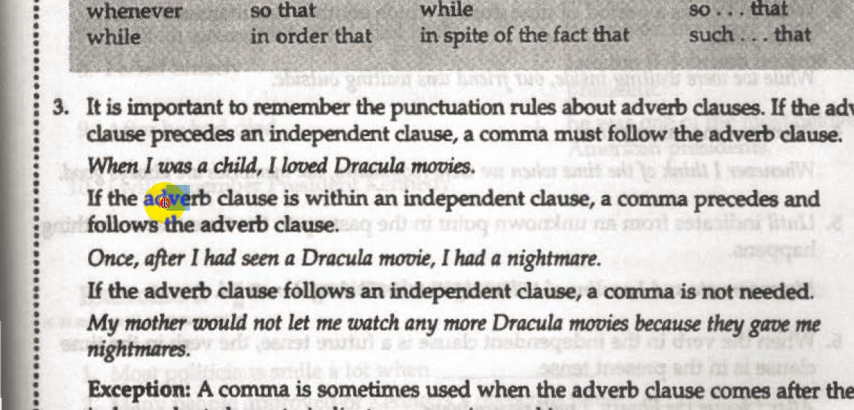 whenever so that while so . . . that
while in order that in spite of the fact that such . . . that
3. It is important to remember the punctuation rules about adverb clauses. If the adv
clause precedes an independent clause, a comma must follow the adverb clause.
When I was a child, I loved Dracula movies.
If the adverb clause is within an independent clause, a comma precedes and
follows the adverb clause.
Once, after I had seen a Dracula movie, I had a nightmare.
If the adverb clause follows an independent clause, a comma is not needed.
My mother would not let me watch any more Dracula movies because they gave me
nightmares.
Exception: A comma is sometimes used when the adverb clause comes after the